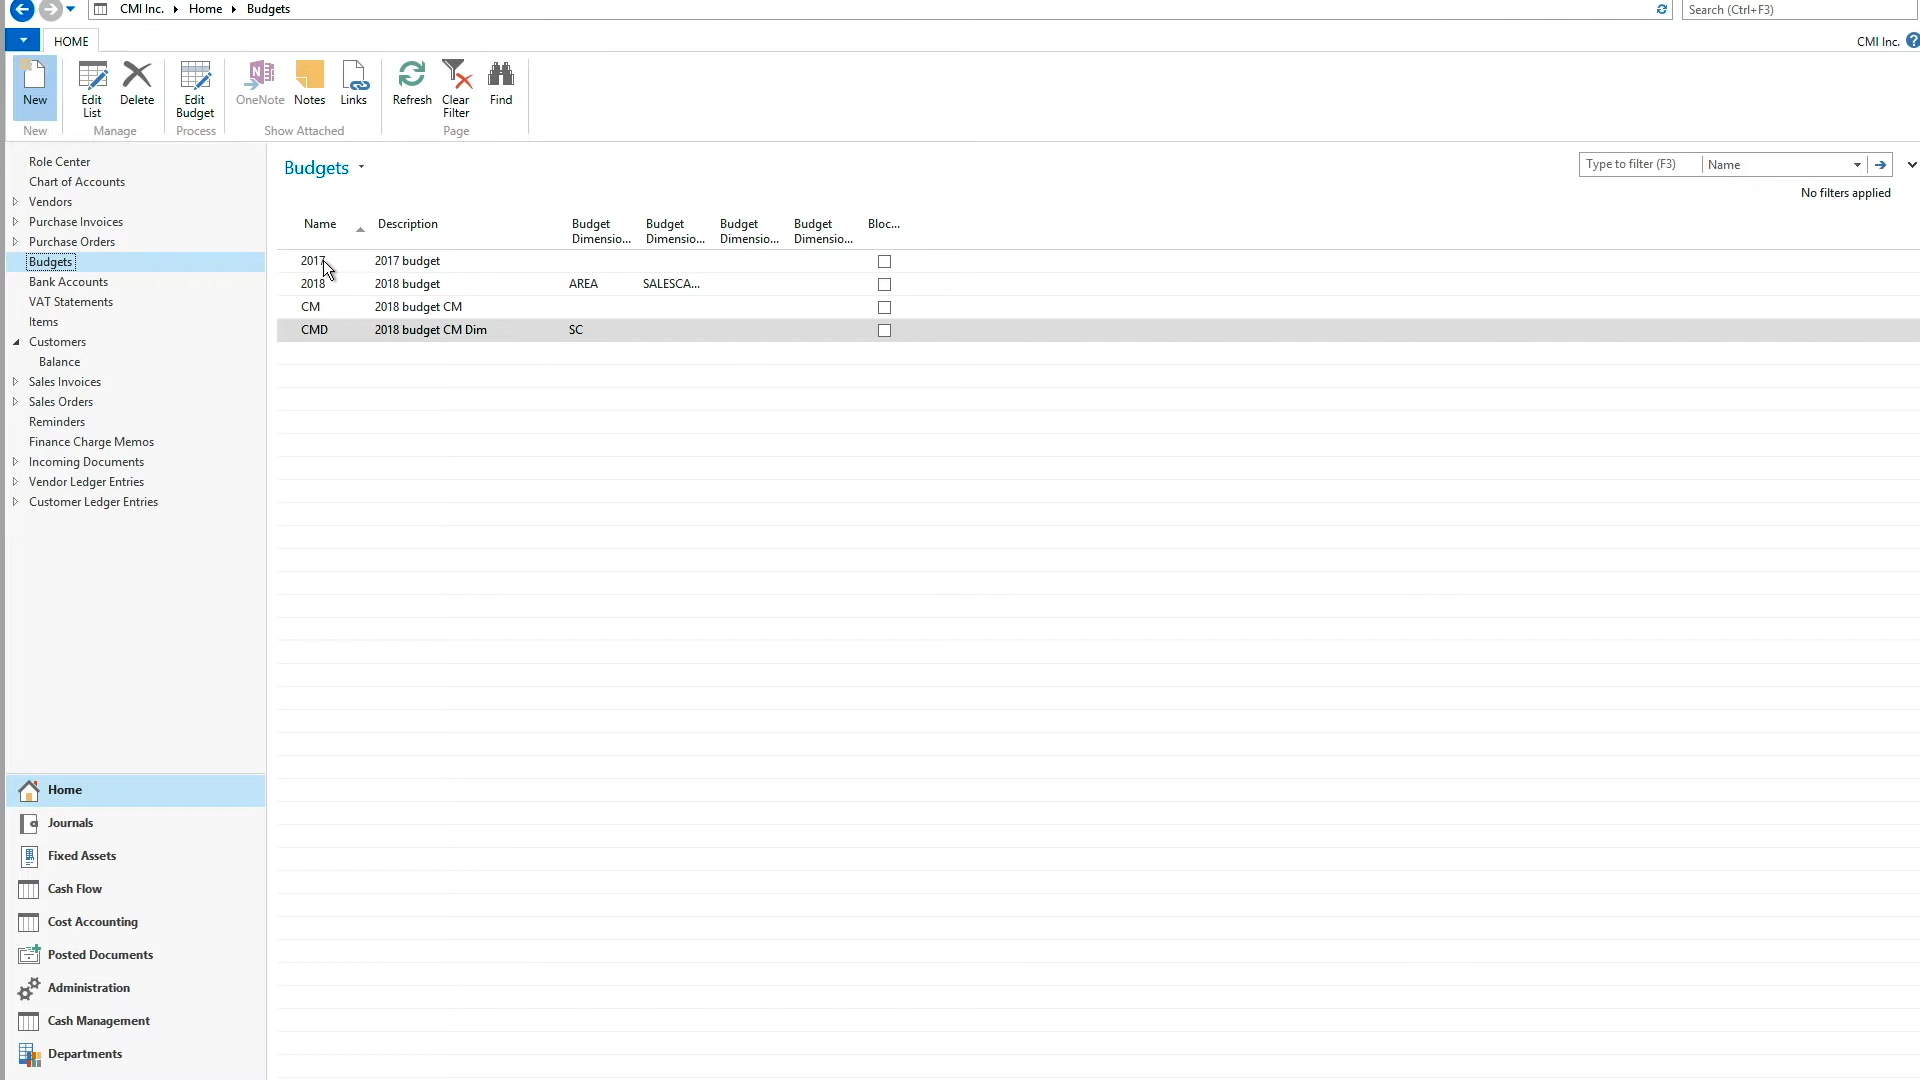 CMI Inc. Home Budgets
Search (Ctrl+F3)
HOME
CMI Inc.
New
Edit List
Delete
Edit Budget
OneNote
Notes
Links
Refresh
Clear Filter
Find
New
Manage
Process
Show Attached
Page
Role Center
Chart of Accounts
Vendors
Purchase Invoices
Purchase Orders
Budgets
Bank Accounts
VAT Statements
Items
Customers
Balance
Sales Invoices
Sales Orders
Reminders
Finance Charge Memos
Incoming Documents
Vendor Ledger Entries
Customer Ledger Entries
Home
Journals
Fixed Assets
Cash Flow
Cost Accounting
Posted Documents
Administration
Cash Management
Departments
Budgets
Type to filter (F3) Name
No filters applied
Name Description Budget Dimensio... Budget Dimensio... Budget Dimensio... Budget Dimensio... Bloc...
2017 2017 budget
2018 2018 budget AREA SALESCA...
CM 2018 budget CM
CMD 2018 budget CM Dim SC